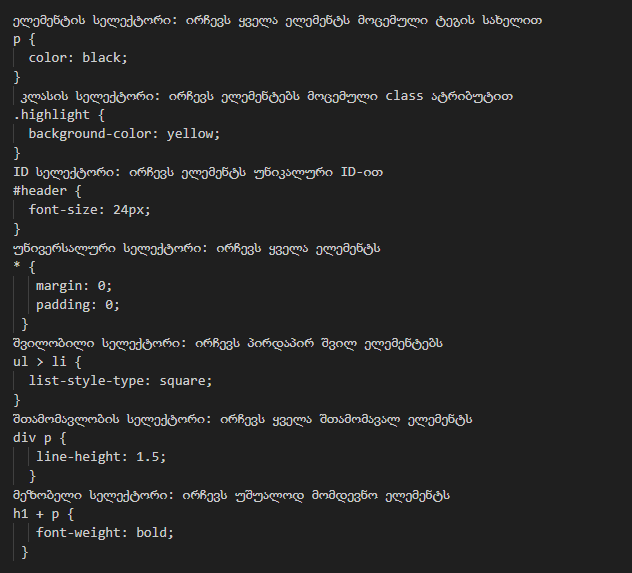 ელემენტის სელექტორი: ირჩევს ყველა ელემენტს მოცემული ტეგის სახელით
p {
  color: black;
}
 კლასის სელექტორი: ირჩევს ელემენტებს მოცემული class ატრიბუტით
.highlight {
  background-color: yellow;
}
ID სელექტორი: ირჩევს ელემენტს უნიკალური ID-ით
#header {
  font-size: 24px;
}
უნივერსალური სელექტორი: ირჩევს ყველა ელემენტს
* {
   margin: 0;
   padding: 0;
 }
შვილობილი სელექტორი: ირჩევს პირდაპირ შვილ ელემენტებს
ul > li {
  list-style-type: square;
}
შთამომავლობის სელექტორი: ირჩევს ყველა შთამომავალ ელემენტს
div p {
   line-height: 1.5;
  }
მეზობელი სელექტორი: ირჩევს უშუალოდ მომდევნო ელემენტს
h1 + p {
   font-weight: bold;
 }